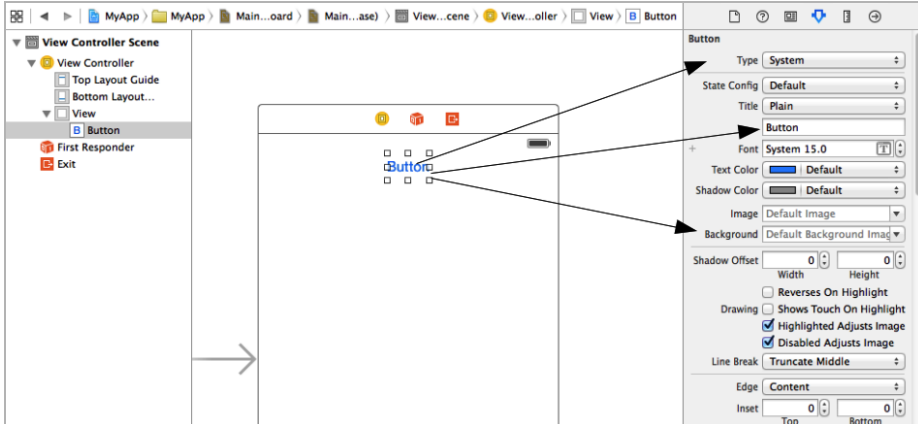 MyApp MyApp Main...oard Main...ase) View...cene View...oller View B Button
View Controller Scene
View Controller
Top Layout Guide
Bottom Layout...
View
B Button
First Responder
Exit
Button
Button
Type System
State Config Default
Title Plain
Button
Font System 15.0 T
Text Color Default
Shadow Color Default
Image Default Image
Background Default Background Imag
Shadow Offset 0 0
Width Height
Reverses On Highlight
Drawing Shows Touch On Highlight
Highlighted Adjusts Image
Disabled Adjusts Image
Line Break Truncate Middle
Edge Content
Inset 0 0
Top Bottom